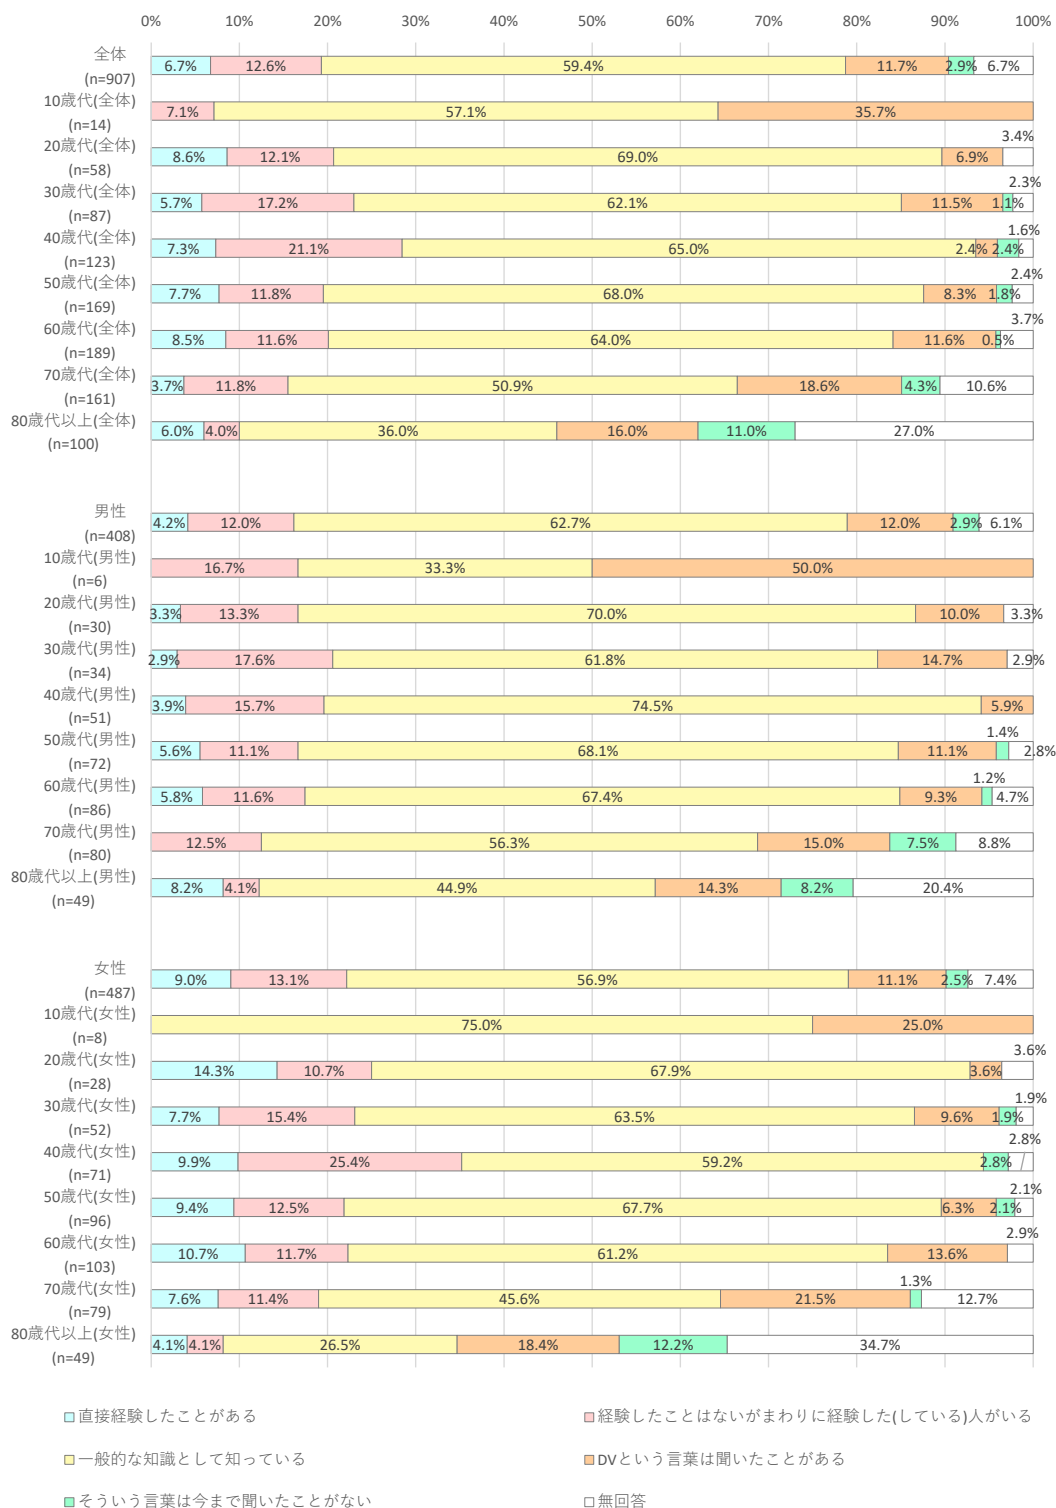 0% 10% 20% 30% 40% 50% 60% 70% 80% 90% 100%
全体
(n=907)
6.7% 12.6% 59.4% 11.7% 2.9% 6.7%
10歳代(全体)
(n=14)
7.1% 57.1% 35.7%
20歳代(全体)
(n=58)
8.6% 12.1% 69.0% 6.9% 3.4%
30歳代(全体)
(n=87)
5.7% 17.2% 62.1% 11.5% 1.1% 2.3%
40歳代(全体)
(n=123)
7.3% 21.1% 65.0% 2.4% 2.4% 1.6%
50歳代(全体)
(n=169)
7.7% 11.8% 68.0% 8.3% 1.8% 2.4%
60歳代(全体)
(n=189)
8.5% 11.6% 64.0% 11.6% 0.5% 3.7%
70歳代(全体)
(n=161)
3.7% 11.8% 50.9% 18.6% 4.3% 10.6%
80歳代以上(全体)
(n=100)
6.0% 4.0% 36.0% 16.0% 11.0% 27.0%
男性
(n=408)
4.2% 12.0% 62.7% 12.0% 2.9% 6.1%
10歳代(男性)
(n=6)
16.7% 33.3% 50.0%
20歳代(男性)
(n=30)
3.3% 13.3% 70.0% 10.0% 3.3%
30歳代(男性)
(n=34)
2.9% 17.6% 61.8% 14.7% 2.9%
40歳代(男性)
(n=51)
3.9% 15.7% 74.5% 5.9%
50歳代(男性)
(n=72)
5.6% 11.1% 68.1% 11.1% 1.4% 2.8%
60歳代(男性)
(n=86)
5.8% 11.6% 67.4% 9.3% 1.2% 4.7%
70歳代(男性)
(n=80)
12.5% 56.3% 15.0% 7.5% 8.8%
80歳代以上(男性)
(n=49)
8.2% 4.1% 44.9% 14.3% 8.2% 20.4%
女性
(n=487)
9.0% 13.1% 56.9% 11.1% 2.5% 7.4%
10歳代(女性)
(n=8)
75.0% 25.0%
20歳代(女性)
(n=28)
14.3% 10.7% 67.9% 3.6% 3.6%
30歳代(女性)
(n=52)
7.7% 15.4% 63.5% 9.6% 1.9% 1.9%
40歳代(女性)
(n=71)
9.9% 25.4% 59.2% 2.8% 2.8%
50歳代(女性)
(n=96)
9.4% 12.5% 67.7% 6.3% 2.1% 2.1%
60歳代(女性)
(n=103)
10.7% 11.7% 61.2% 13.6% 2.9%
70歳代(女性)
(n=79)
7.6% 11.4% 45.6% 21.5% 1.3% 12.7%
80歳代以上(女性)
(n=49)
4.1% 4.1% 26.5% 18.4% 12.2% 34.7%
直接経験したことがある 経験したことはないがまわりに経験した(している)人がいる
一般的な知識として知っている DVという言葉は聞いたことがある
そういう言葉は今まで聞いたことがない 無回答